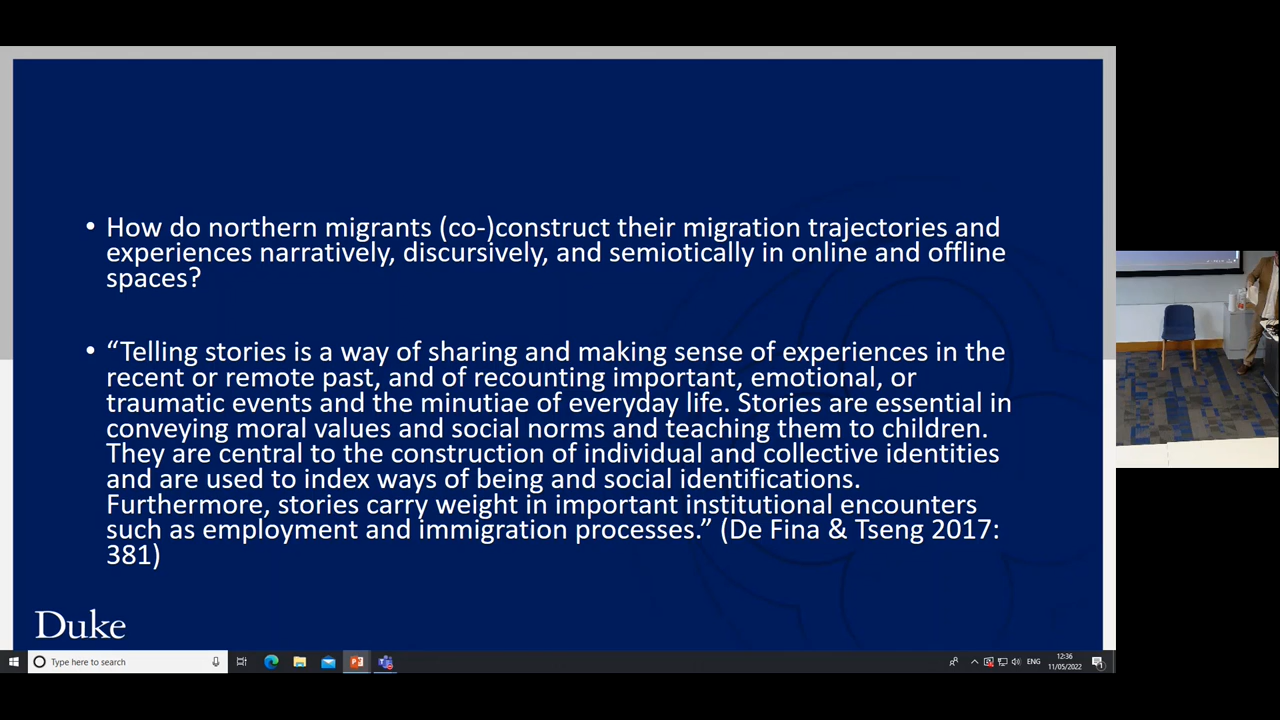 • How do northern migrants (co-)construct their migration trajectories and
experiences narratively, discursively, and semiotically in online and offline
spaces?
• “Telling stories is a way of sharing and making sense of experiences in the
recent or remote past, and of recounting important, emotional, or
traumatic events and the minutiae of everyday life. Stories are essential in
conveying moral values and social norms and teaching them to children.
They are central to the construction of individual and collective identities
and are used to index ways of being and social identifications.
Furthermore, stories carry weight in important institutional encounters
such as employment and immigration processes.” (De Fina & Tseng 2017:
381)
Duke
Type here to search
ENG
12:36
11/05/2022